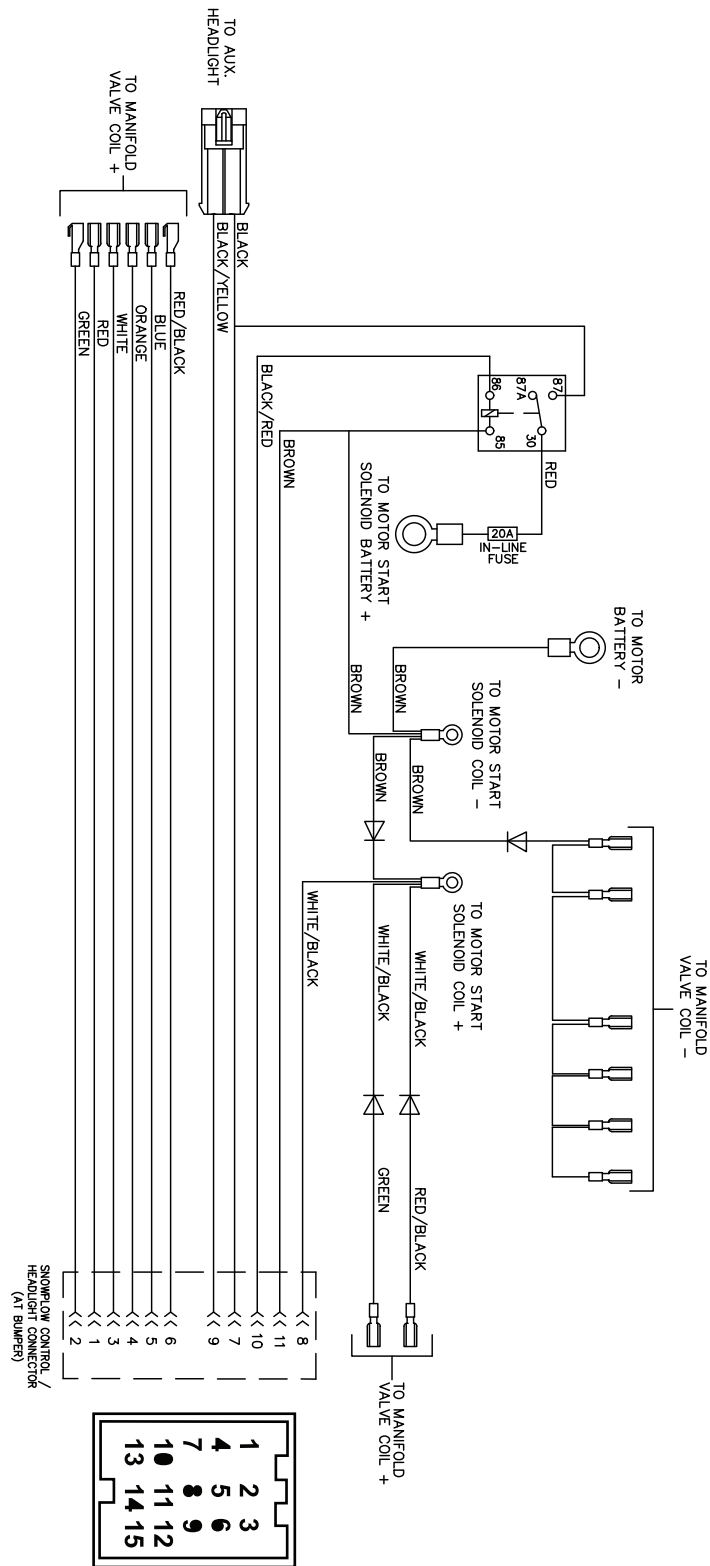 TO AUX.
HEADLIGHT
BLACK
BLACK/YELLOW
TO MANIFOLD
VALVE COIL +
RED/BLACK
BLUE
ORANGE
WHITE
RED
GREEN
87
87A
86
30
85
RED
20A
IN-LINE
FUSE
TO MOTOR START
SOLENOID BATTERY +
BLACK/RED
BROWN
TO MOTOR
BATTERY -
BROWN
BROWN
TO MOTOR START
SOLENOID COIL -
BROWN
BROWN
TO MANIFOLD
VALVE COIL -
TO MOTOR START
SOLENOID COIL +
WHITE/BLACK
WHITE/BLACK
WHITE/BLACK
RED/BLACK
GREEN
TO MANIFOLD
VALVE COIL +
8
11
10
7
9
6
5
4
3
1
2
SNOWPLOW CONTROL /
HEADLIGHT CONNECTOR
(AT BUMPER)
1 2 3
4 5 6
7 8 9
10 11 12
13 14 15